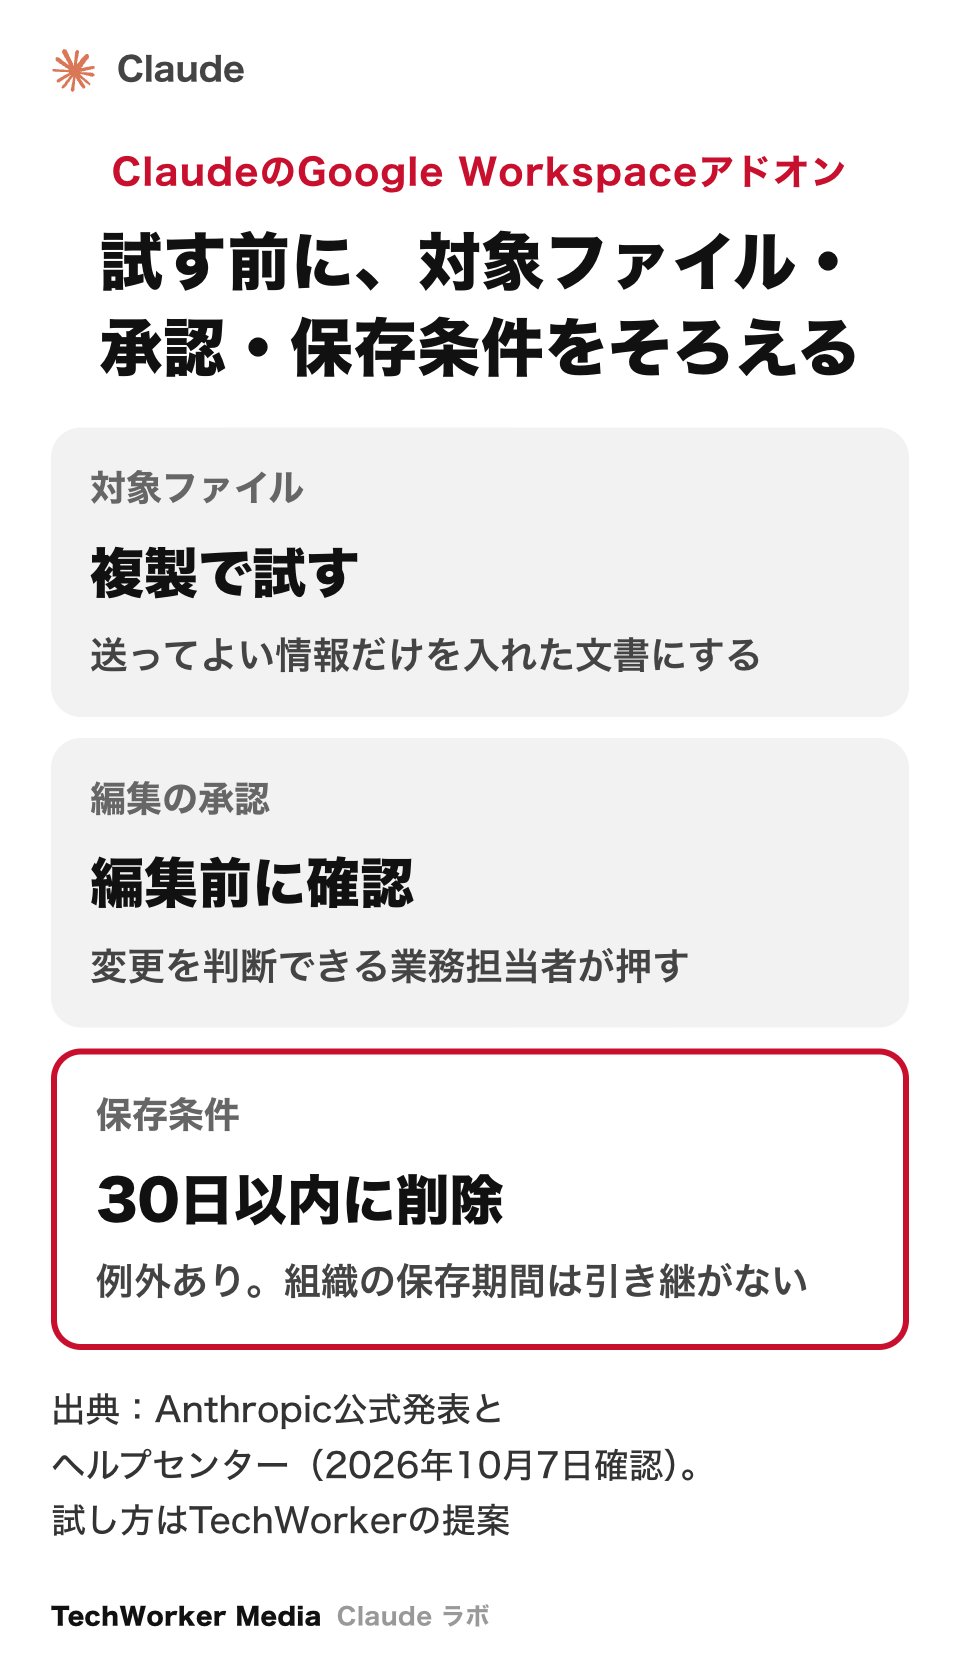 Claude
ClaudeのGoogle Workspaceアドオン
試す前に、対象ファイル・
承認・保存条件をそろえる
対象ファイル
複製で試す
送ってよい情報だけを入れた文書にする
編集の承認
編集前に確認
変更を判断できる業務担当者が押す
保存条件
30日以内に削除
例外あり。組織の保存期間は引き継がない
出典：Anthropic公式発表と
ヘルプセンター（2026年10月7日確認）。
試し方はTechWorkerの提案
TechWorker Media Claude ラボ